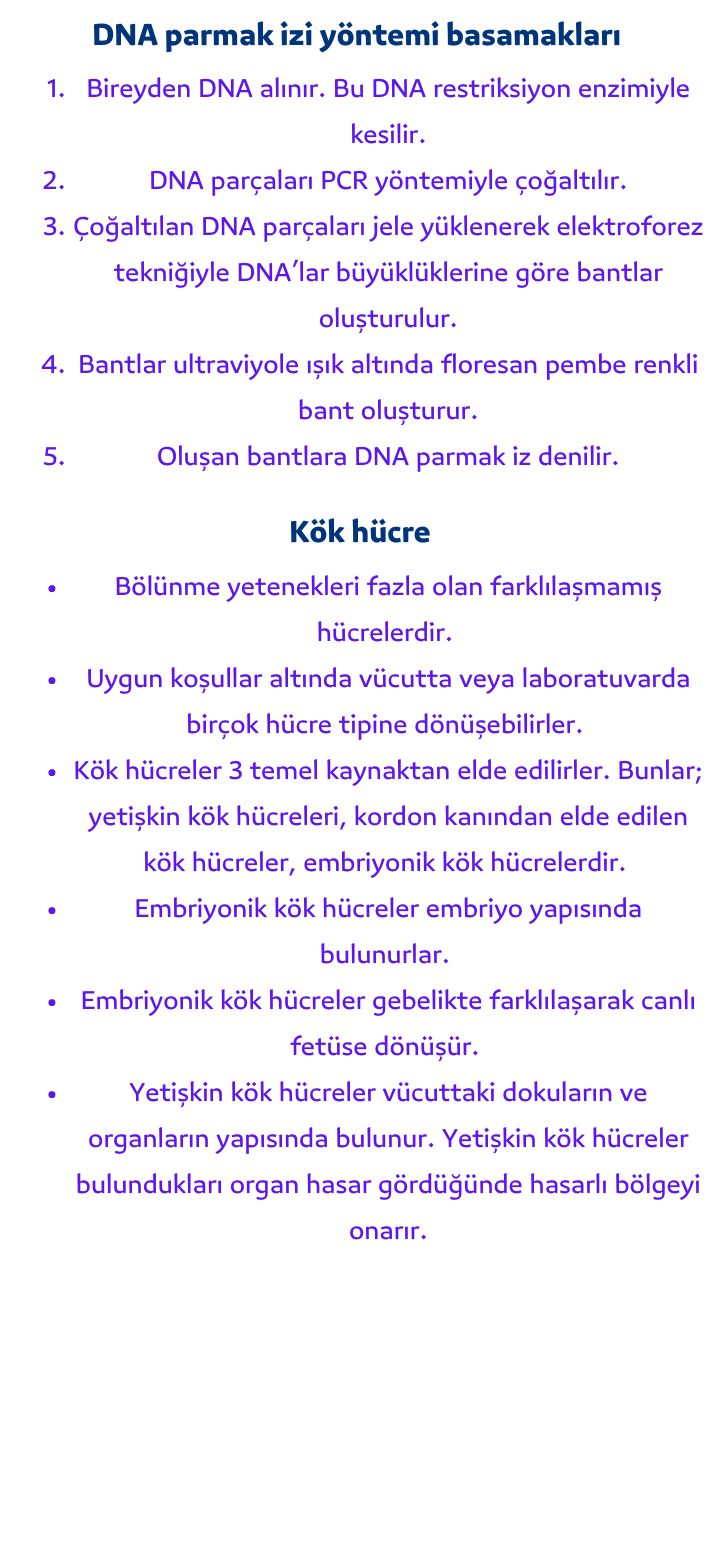 DNA parmak izi yöntemi basamakları
1. Bireyden DNA alınır. Bu DNA restriksiyon enzimiyle
kesilir.
2. DNA parçaları PCR yöntemiyle çoğaltılır.
3. Çoğaltılan DNA parçaları jele yüklenerek elektroforez
tekniğiyle DNA'lar büyüklüklerine göre bantlar
oluşturulur.
4. Bantlar ultraviyole ışık altında floresan pembe renkli
bant oluşturur.
5. Oluşan bantlara DNA parmak iz denilir.
Kök hücre
• Bölünme yetenekleri fazla olan farklılaşmamış
hücrelerdir.
• Uygun koşullar altında vücutta veya laboratuvarda
birçok hücre tipine dönüşebilirler.
• Kök hücreler 3 temel kaynaktan elde edilirler. Bunlar;
yetişkin kök hücreleri, kordon kanından elde edilen
kök hücreler, embriyonik kök hücrelerdir.
• Embriyonik kök hücreler embriyo yapısında
bulunurlar.
• Embriyonik kök hücreler gebelikte farklılaşarak canlı
fetüse dönüşür.
• Yetişkin kök hücreler vücuttaki dokuların ve
organların yapısında bulunur. Yetişkin kök hücreler
bulundukları organ hasar gördüğünde hasarlı bölgeyi
onarır.